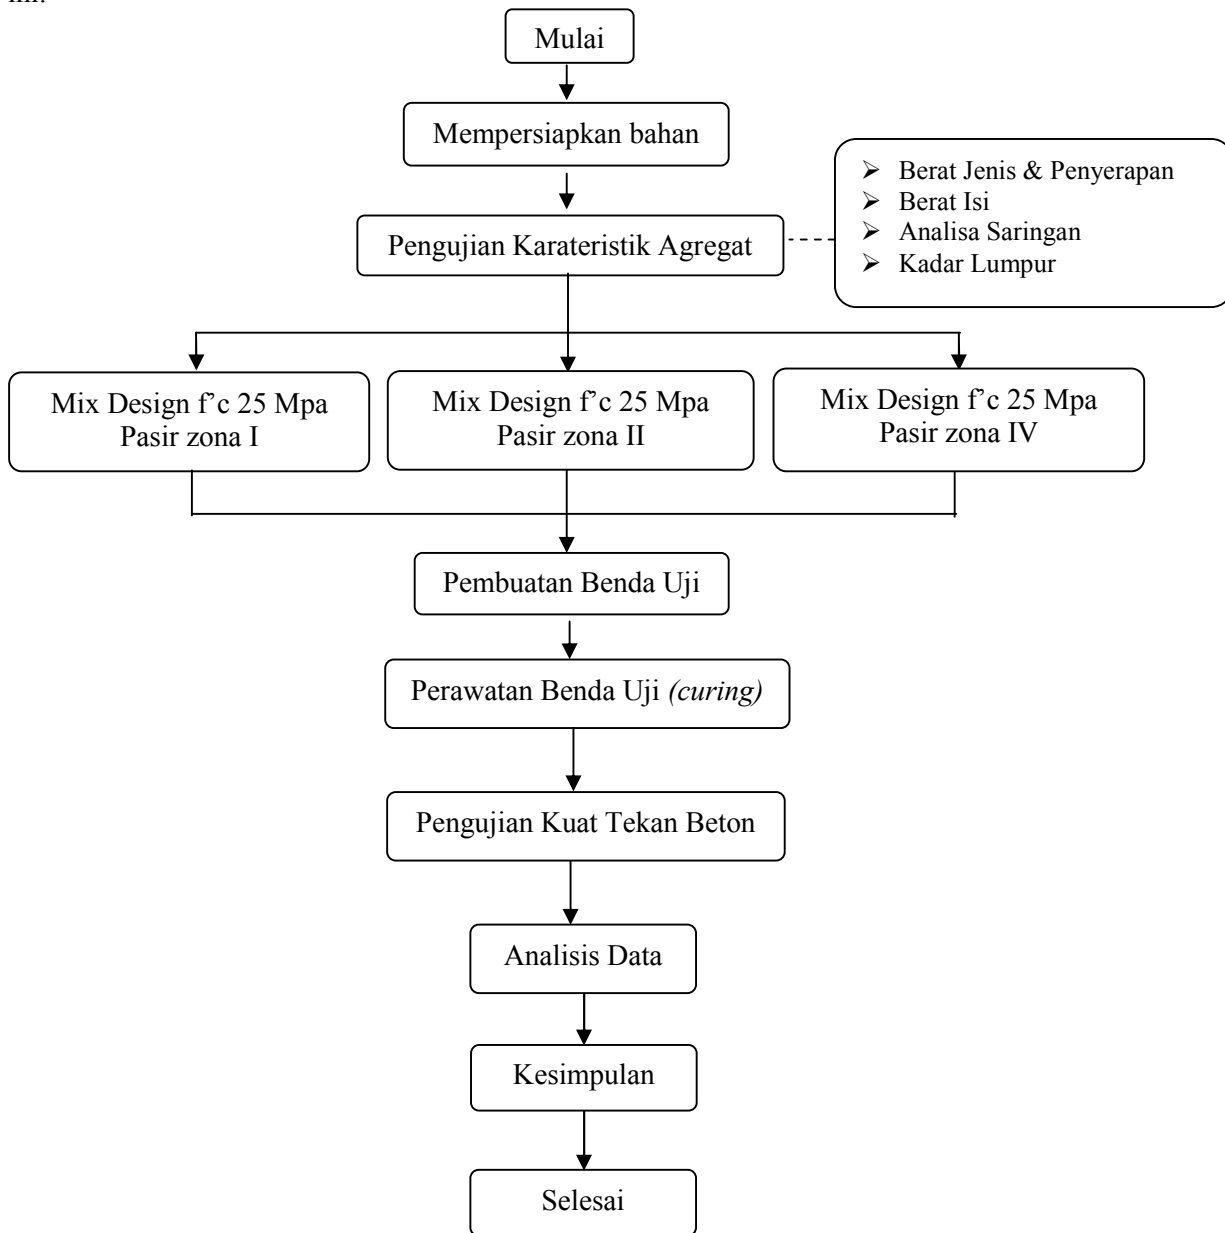 Mulai
Mempersiapkan bahan
Pengujian Karateristik Agregat
➢ Berat Jenis & Penyerapan
➢ Berat Isi
➢ Analisa Saringan
➢ Kadar Lumpur
Mix Design f’c 25 Mpa
Pasir zona I
Mix Design f’c 25 Mpa
Pasir zona II
Mix Design f’c 25 Mpa
Pasir zona IV
Pembuatan Benda Uji
Perawatan Benda Uji (curing)
Pengujian Kuat Tekan Beton
Analisis Data
Kesimpulan
Selesai